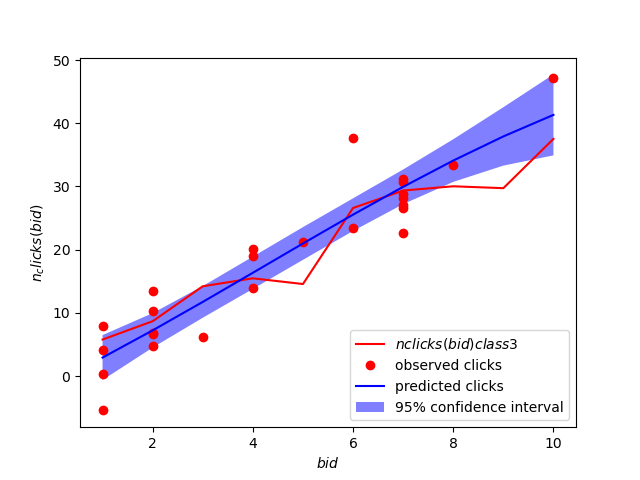 50
40
30
20
10
0
2
4
6
8
10
bid
n_clicks(bid)
nclicks(bid)class3
observed clicks
predicted clicks
95% confidence interval